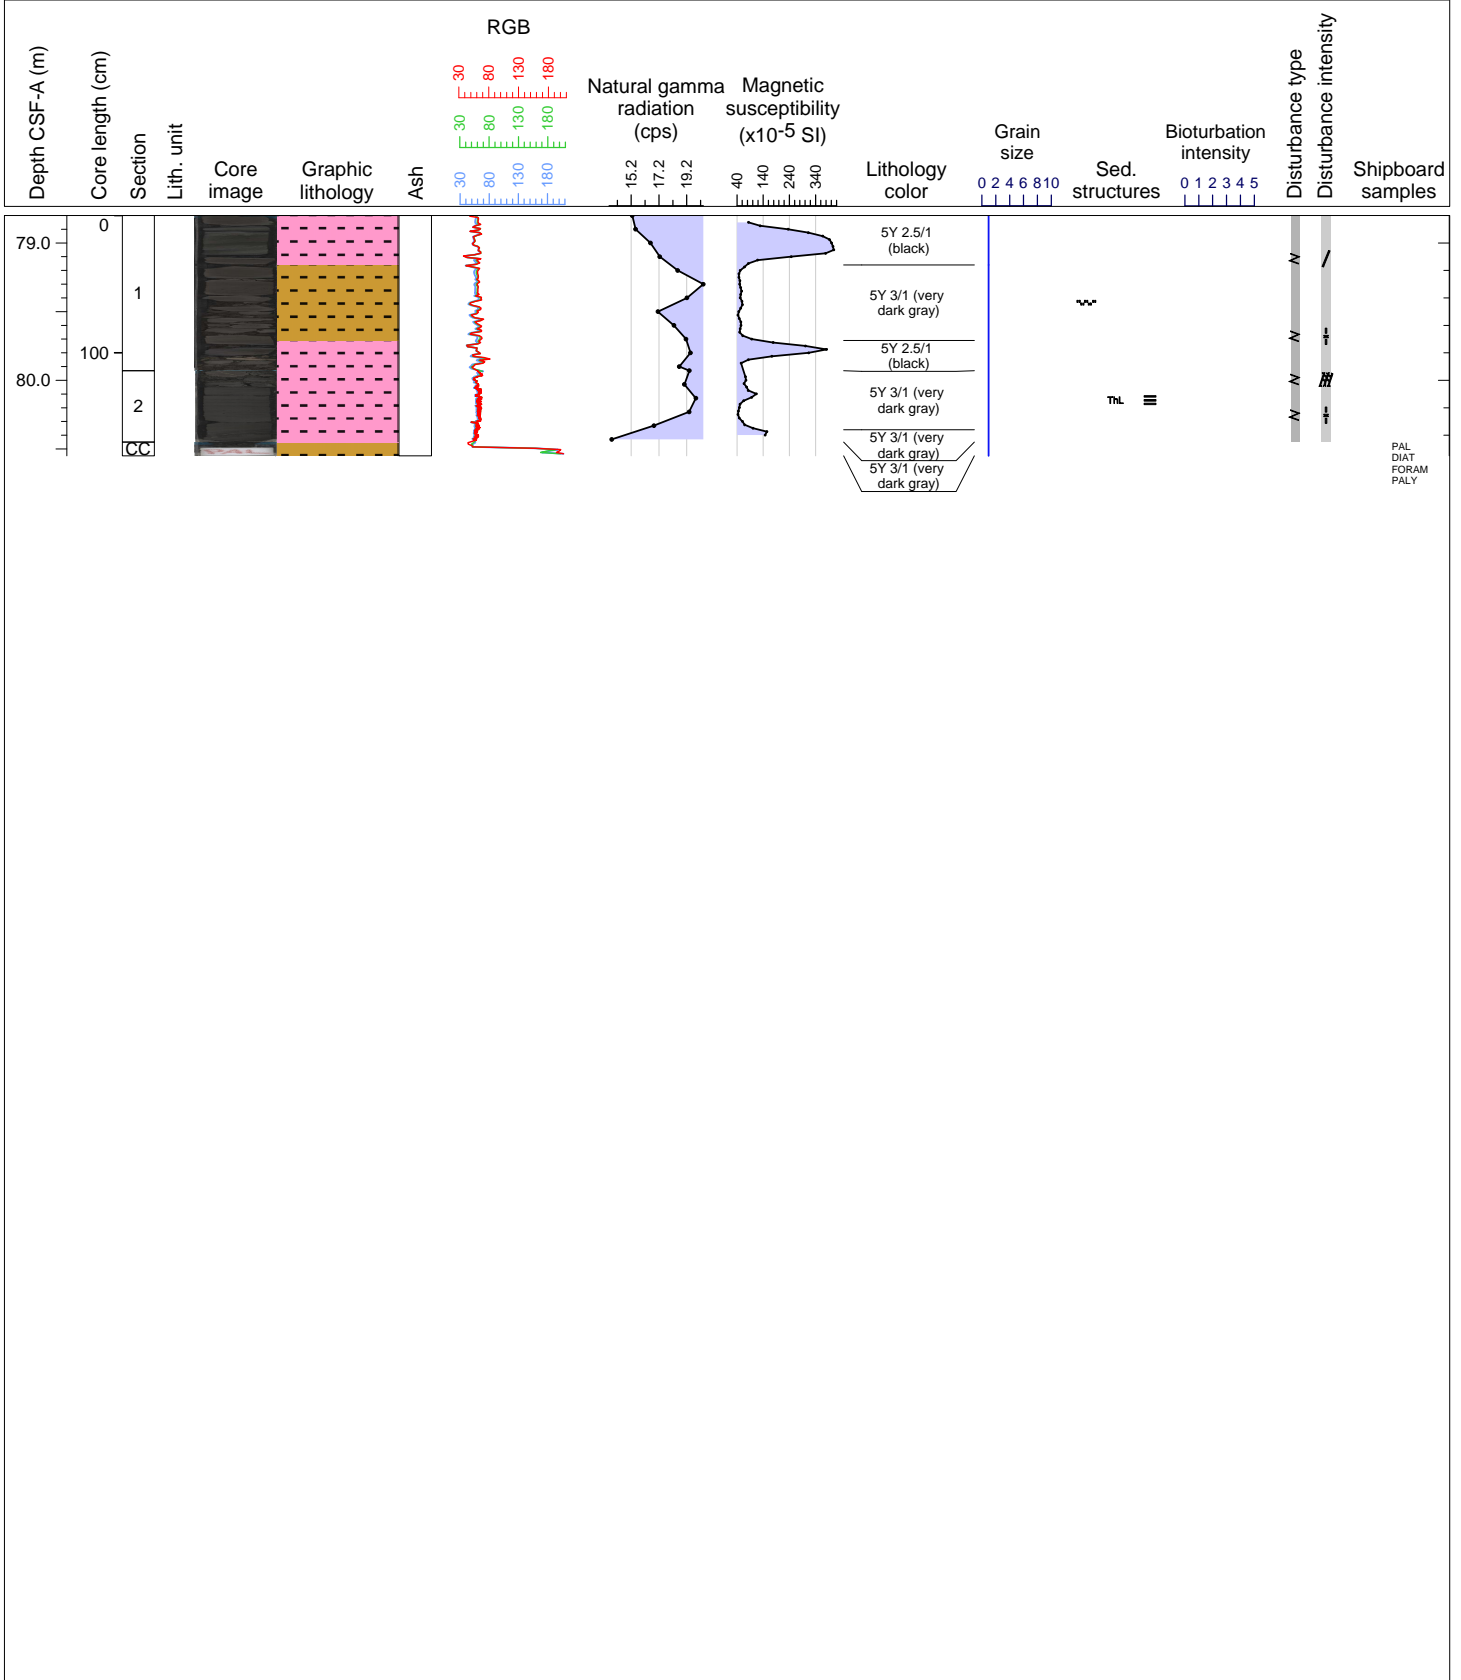 RGB
Depth CSF-A (m)
Core length (cm)
Section
Lith. unit
Core
image
Graphic
lithology
Ash
30 80 130 180
30 80 130 180
30 80 130 180
Natural gamma
radiation
(cps)
15.2 17.2 19.2
Magnetic
susceptibility
(x10-5 SI)
40 140 240 340
Lithology
color
Grain
size
0 2 4 6 8 10
Sed.
structures
Bioturbation
intensity
0 1 2 3 4 5
Disturbance type
Disturbance intensity
Shipboard
samples
79.0
80.0
0
100
1
2
CC
PAL
5Y 2.5/1
(black)
5Y 3/1 (very
dark gray)
5Y 2.5/1
(black)
5Y 3/1 (very
dark gray)
5Y 3/1 (very
dark gray)
5Y 3/1 (very
dark gray)
ThL
PAL
DIAT
FORAM
PALY